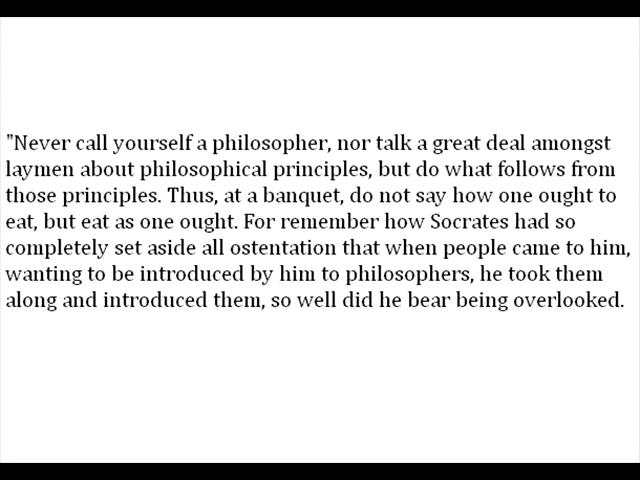 "Never call yourself a philosopher, nor talk a great deal amongst
laymen about philosophical principles, but do what follows from
those principles. Thus, at a banquet, do not say how one ought to
eat, but eat as one ought. For remember how Socrates had so
completely set aside all ostentation that when people came to him,
wanting to be introduced by him to philosophers, he took them
along and introduced them, so well did he bear being overlooked.